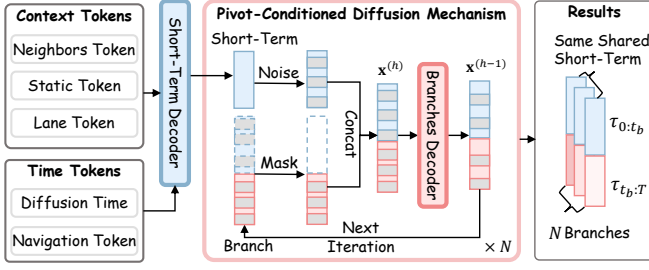 Context Tokens
Neighbors Token
Static Token
Lane Token
Time Tokens
Diffusion Time
Navigation Token
Short-Term Decoder
Pivot-Conditioned Diffusion Mechanism
Short-Term
Noise
Mask
Concat
Branch
x^{(h)}
Branches Decoder
x^{(h-1)}
Next
Iteration
× N
Results
Same Shared
Short-Term
τ_{0:t_b}
τ_{t_b:T}
N Branches